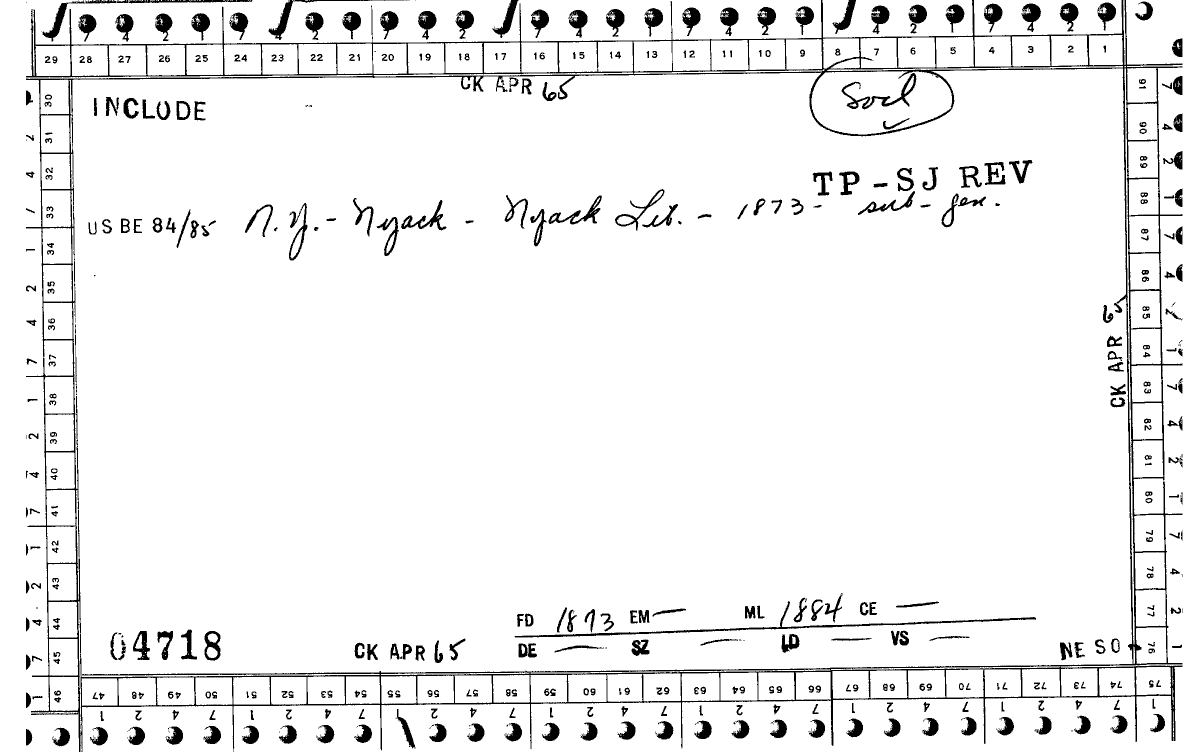 7 4 2 1 7 4 2 1 7 4 2 1 7 4 2 1 7 4 2 1 7 4 2 1
29 28 27 26 25 24 23 22 21 20 19 18 17 16 15 14 13 12 11 10 9 8 7 6 5 4 3 2 1
CK APR 65
INCLUDE
Socl
TP-SJ REV
US BE 84/85 N.Y. - Nyack - Nyack Lib. - 1873 - sub-gen.
CK APR 65
FD 1873 EM — ML 1884 CE —
04718 CK APR 65 DE — SZ — LD — VS — NE SO
30 31 32 33 34 35 36 37 38 39 40 41 42 43 44 45 46
91 90 89 88 87 86 85 84 83 82 81 80 79 78 77 76
47 48 49 50 51 52 53 54 55 56 57 58 59 60 61 62 63 64 65 66 67 68 69 70 71 72 73 74 75
1 2 4 7 1 2 4 7 1 2 4 7 1 2 4 7 1 2 4 7 1 2 4 7 1 2 4 7 1